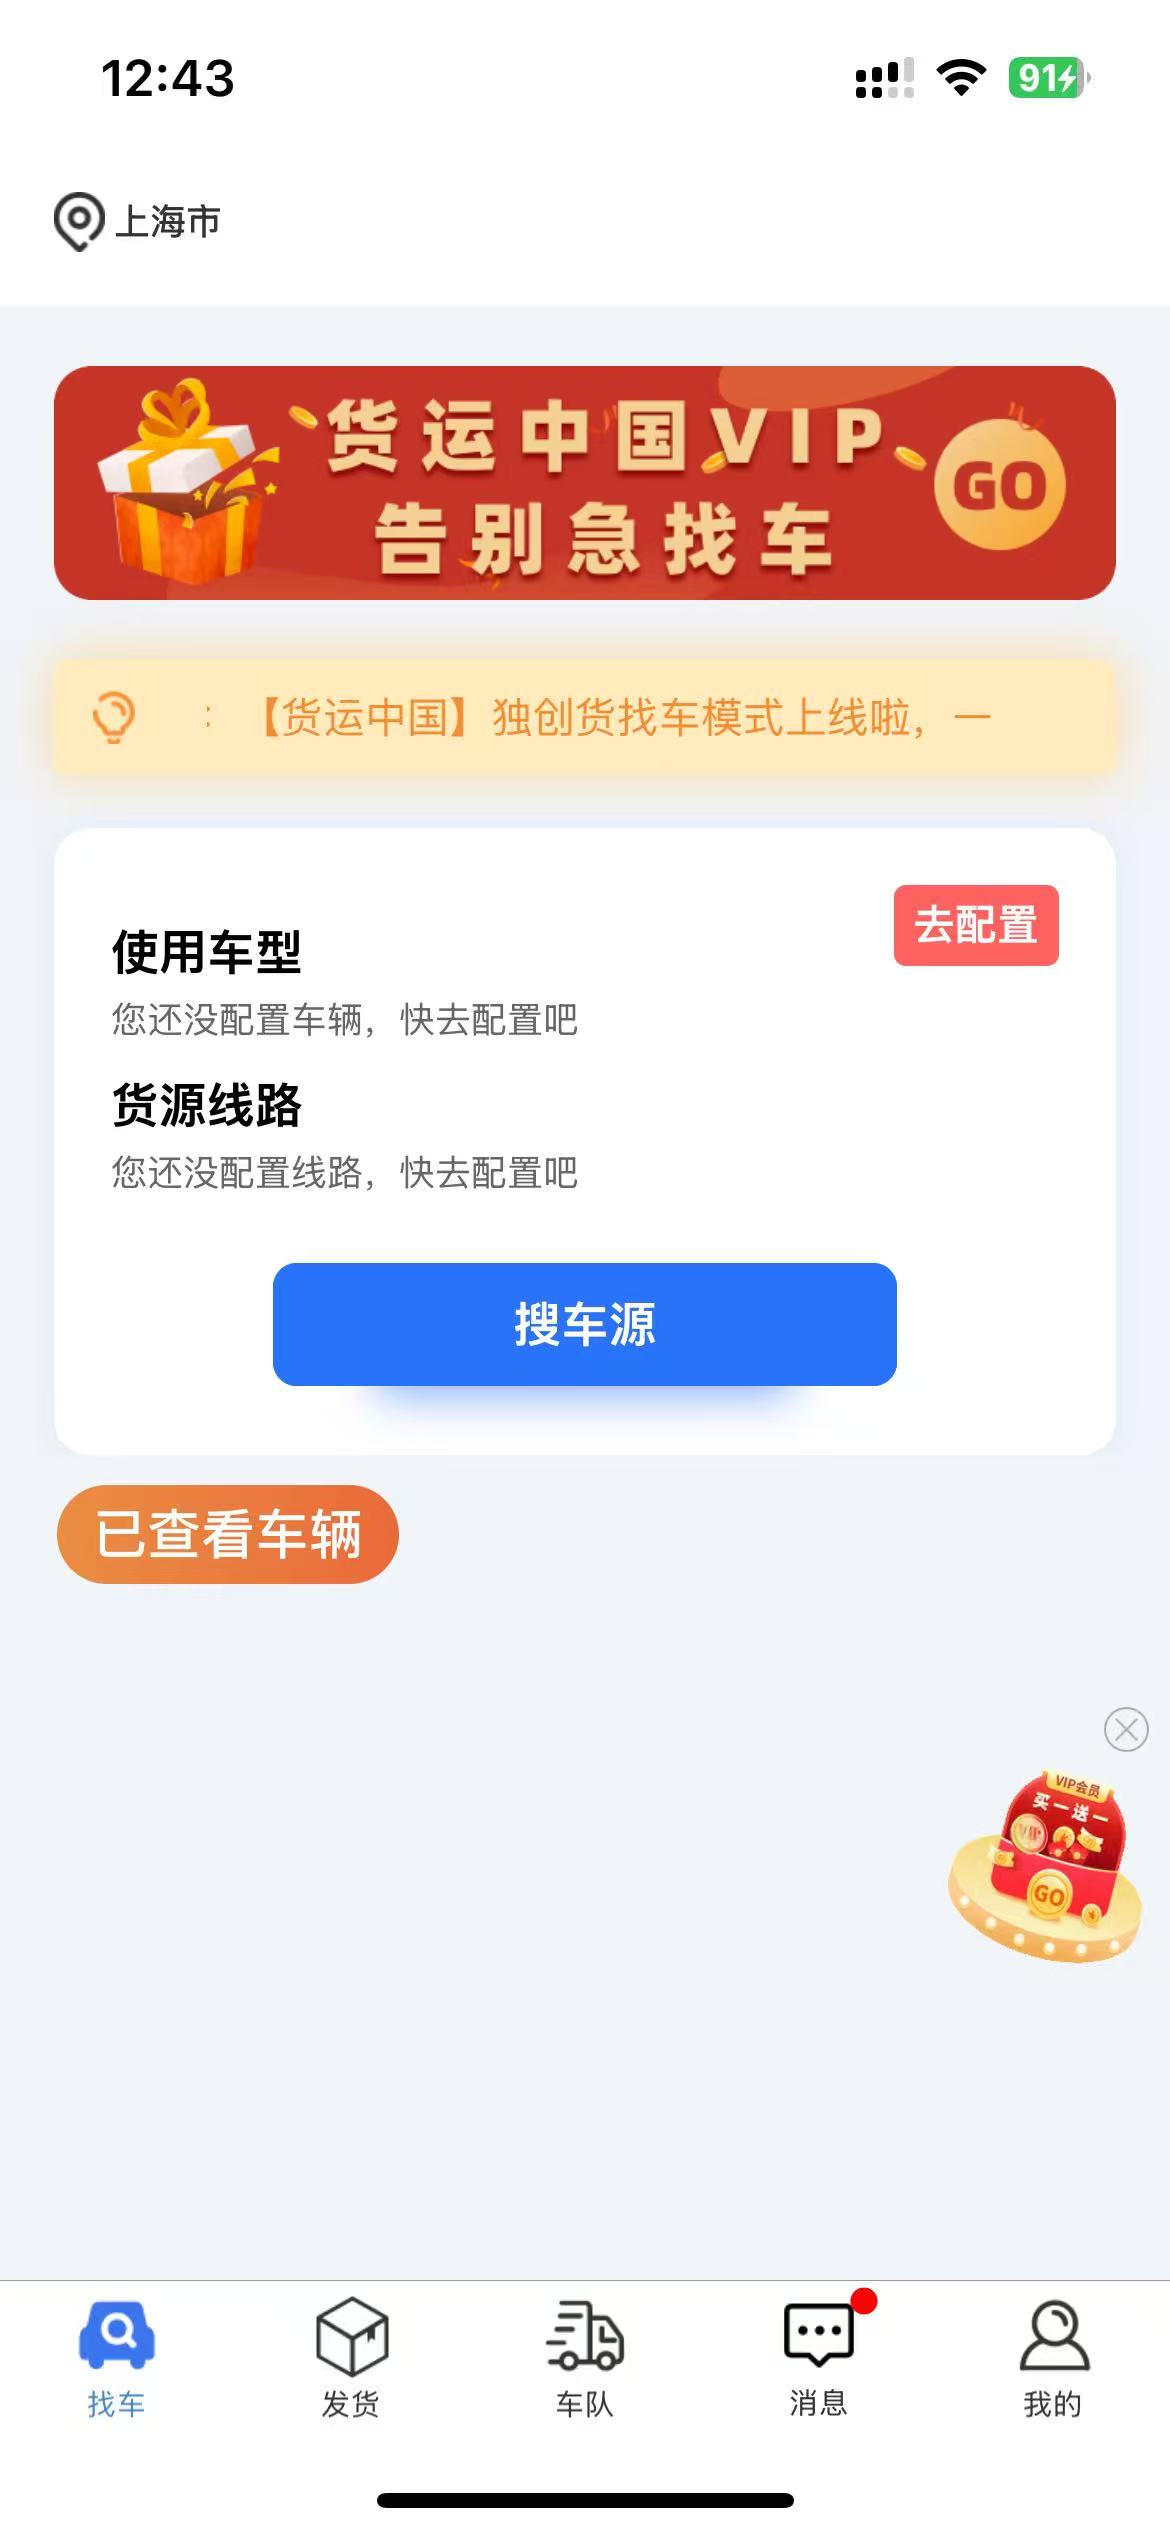 12:43
91
上海市
货运中国VIP
告别急找车
GO
：【货运中国】独创货找车模式上线啦，一
去配置
使用车型
您还没配置车辆，快去配置吧
货源线路
您还没配置线路，快去配置吧
搜车源
已查看车辆
VIP会员
买一送一
VIP
GO
找车
发货
车队
消息
我的